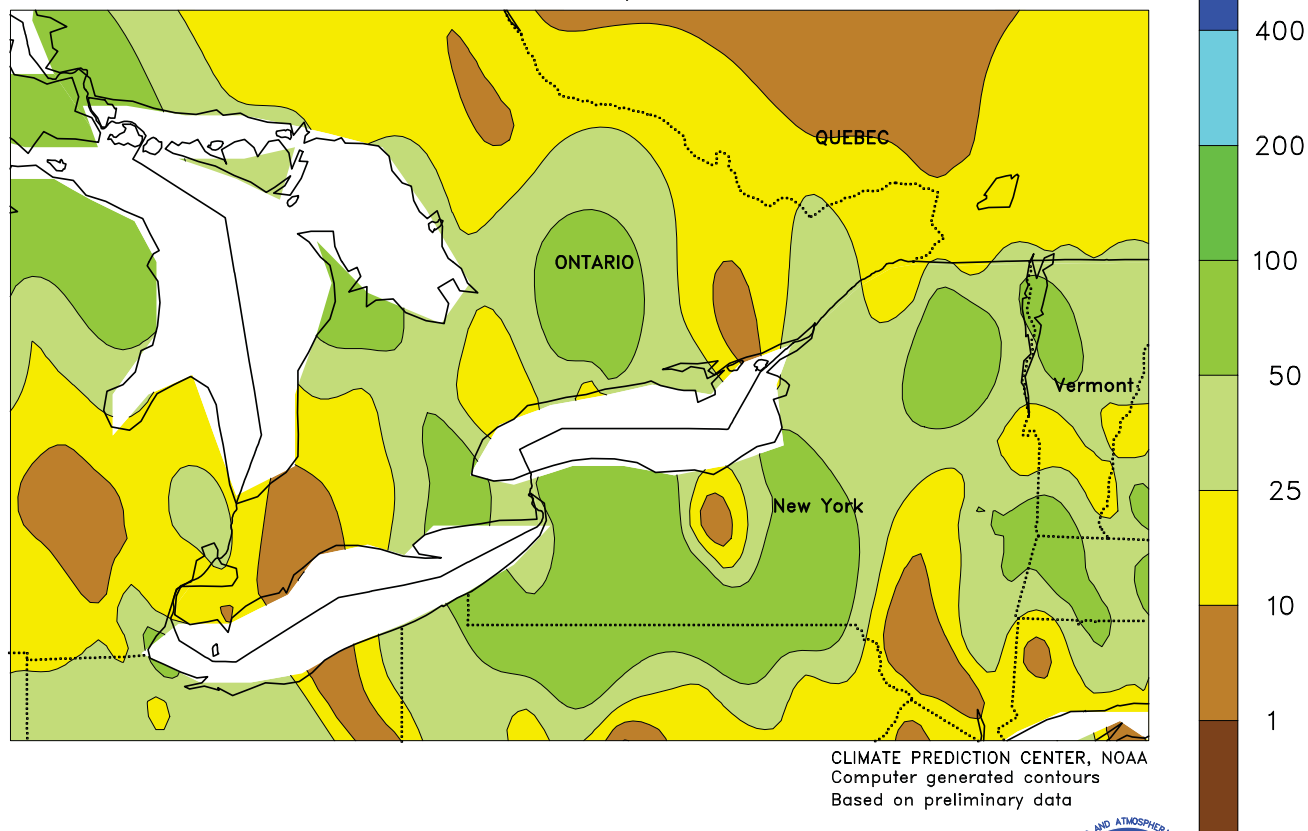 400
200
100
50
25
10
1
QUEBEC
ONTARIO
Vermont
New York
CLIMATE PREDICTION CENTER, NOAA
Computer generated contours
Based on preliminary data
AND